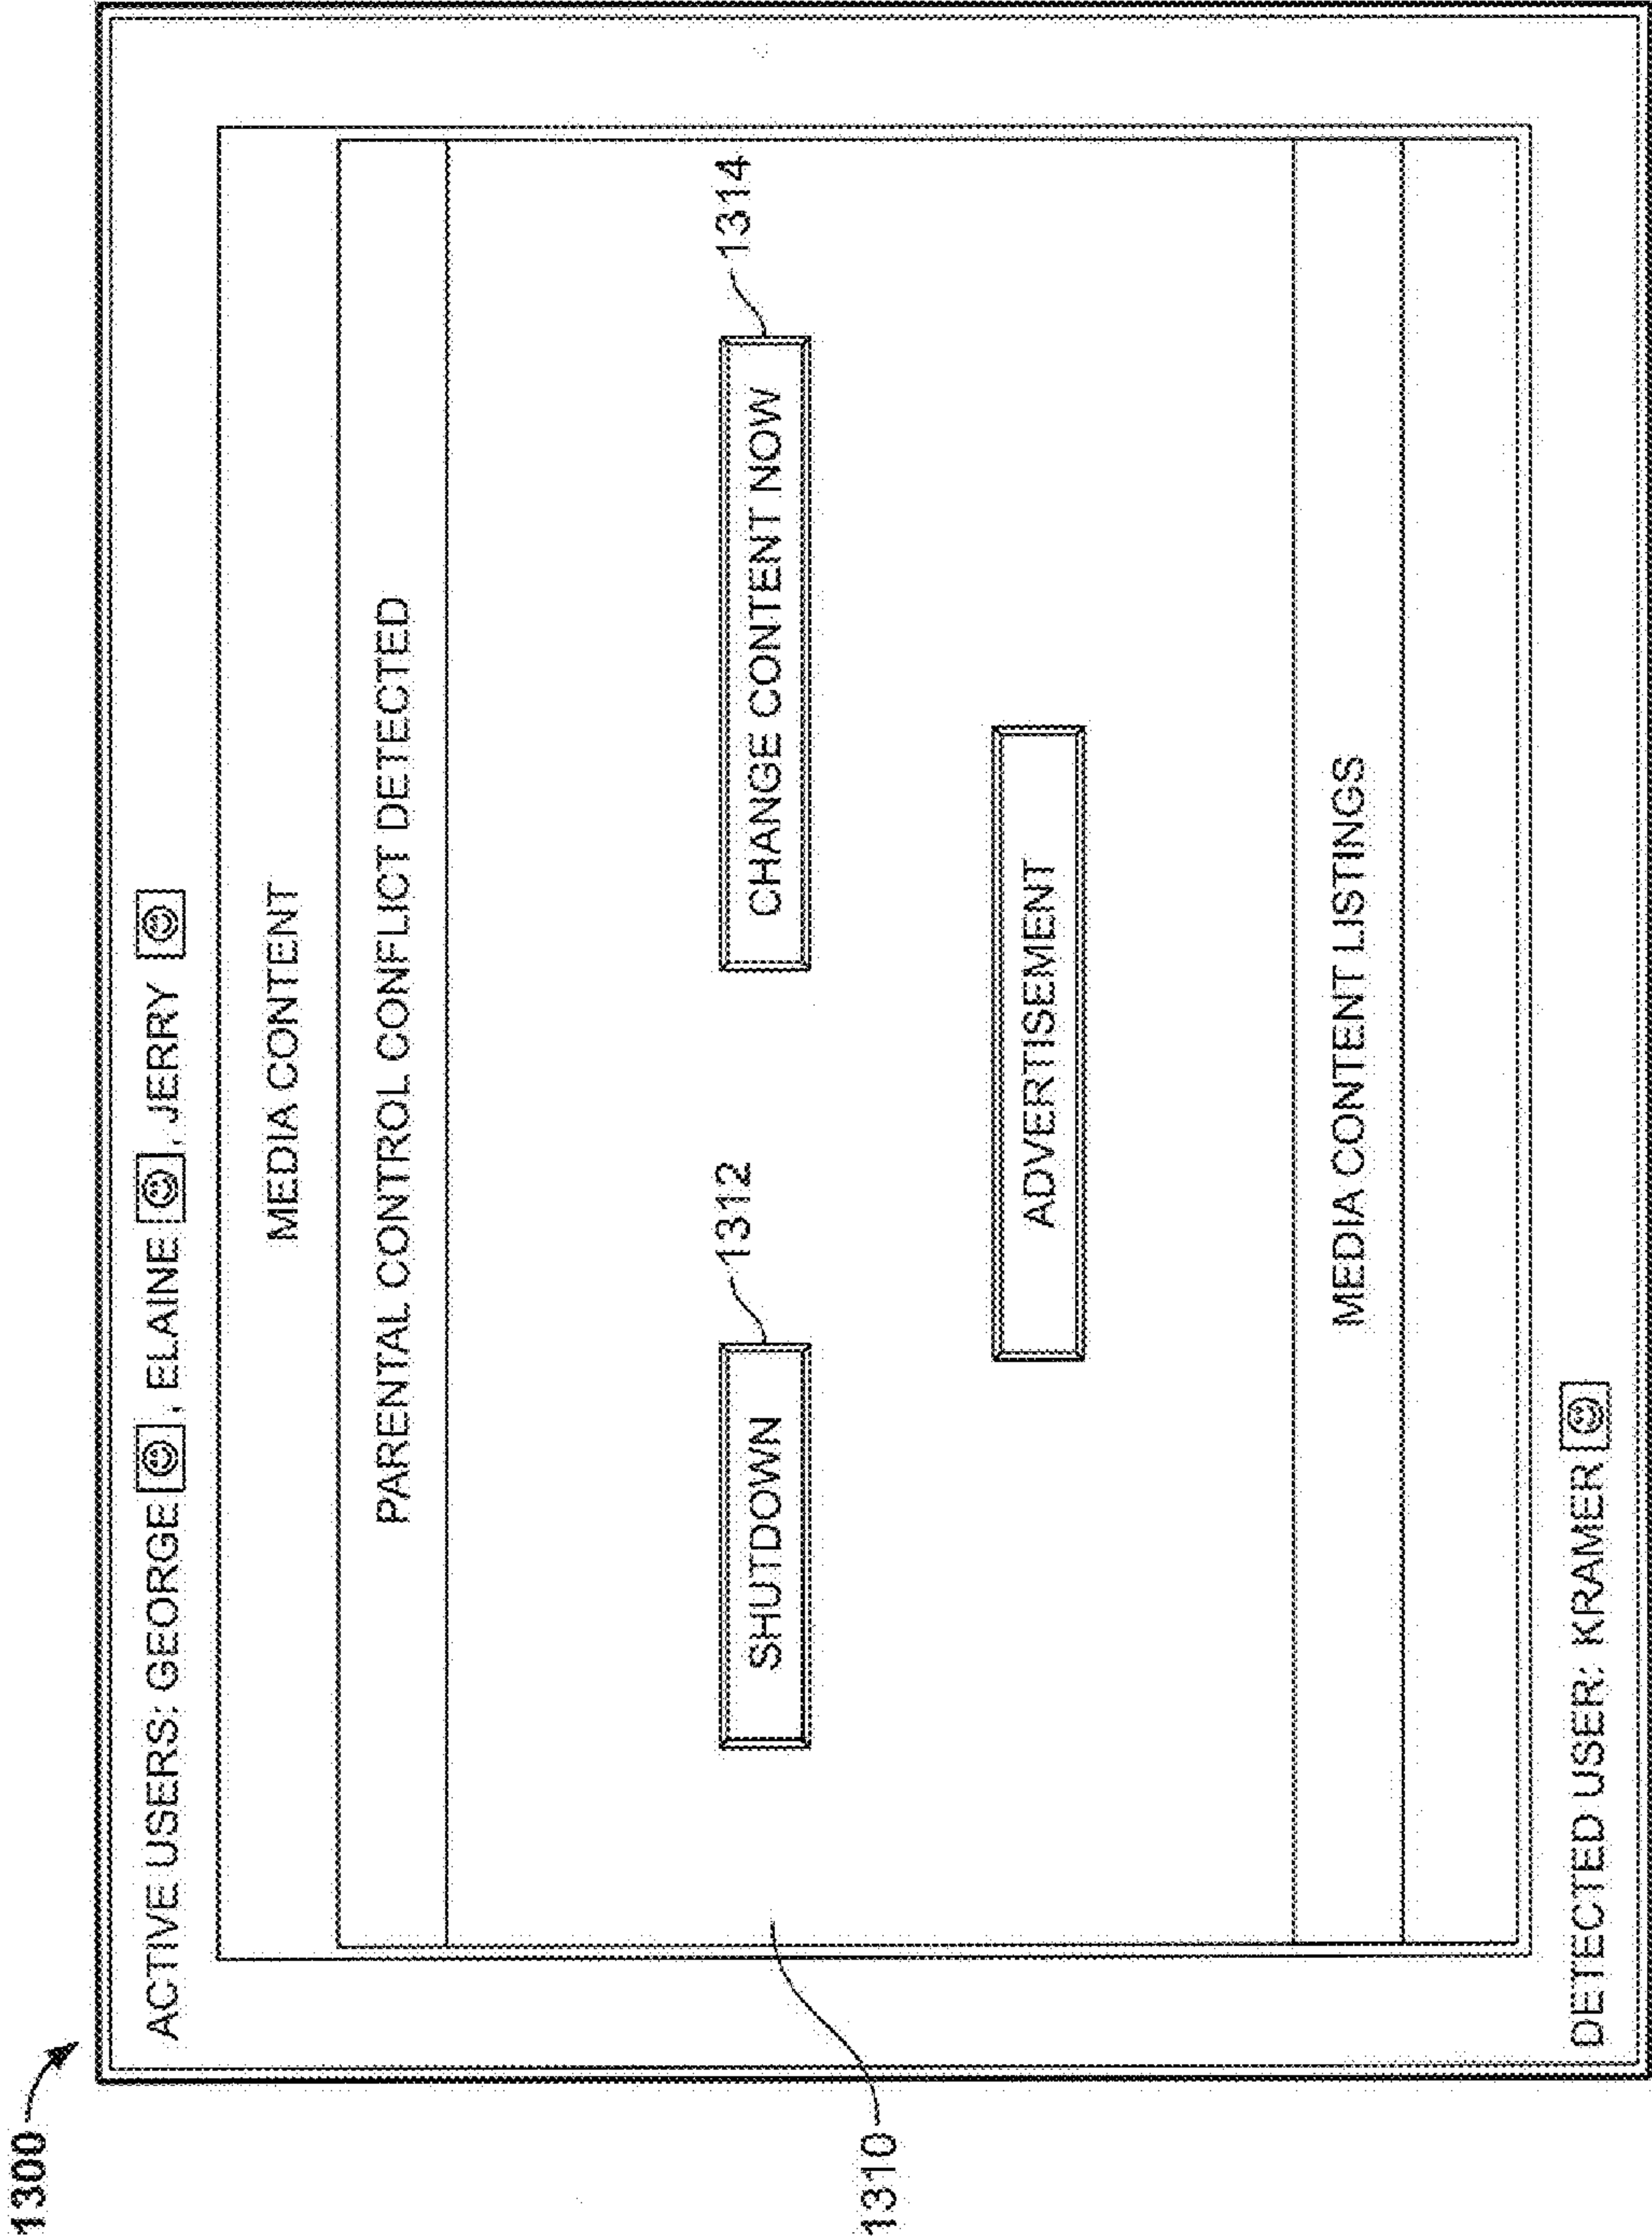 1300
ACTIVE USERS: GEORGE, ELAINE, JERRY
MEDIA CONTENT
PARENTAL CONTROL CONFLICT DETECTED
1312
1314
SHUTDOWN
CHANGE CONTENT NOW
1310
ADVERTISEMENT
MEDIA CONTENT LISTINGS
DETECTED USER: KRAMER